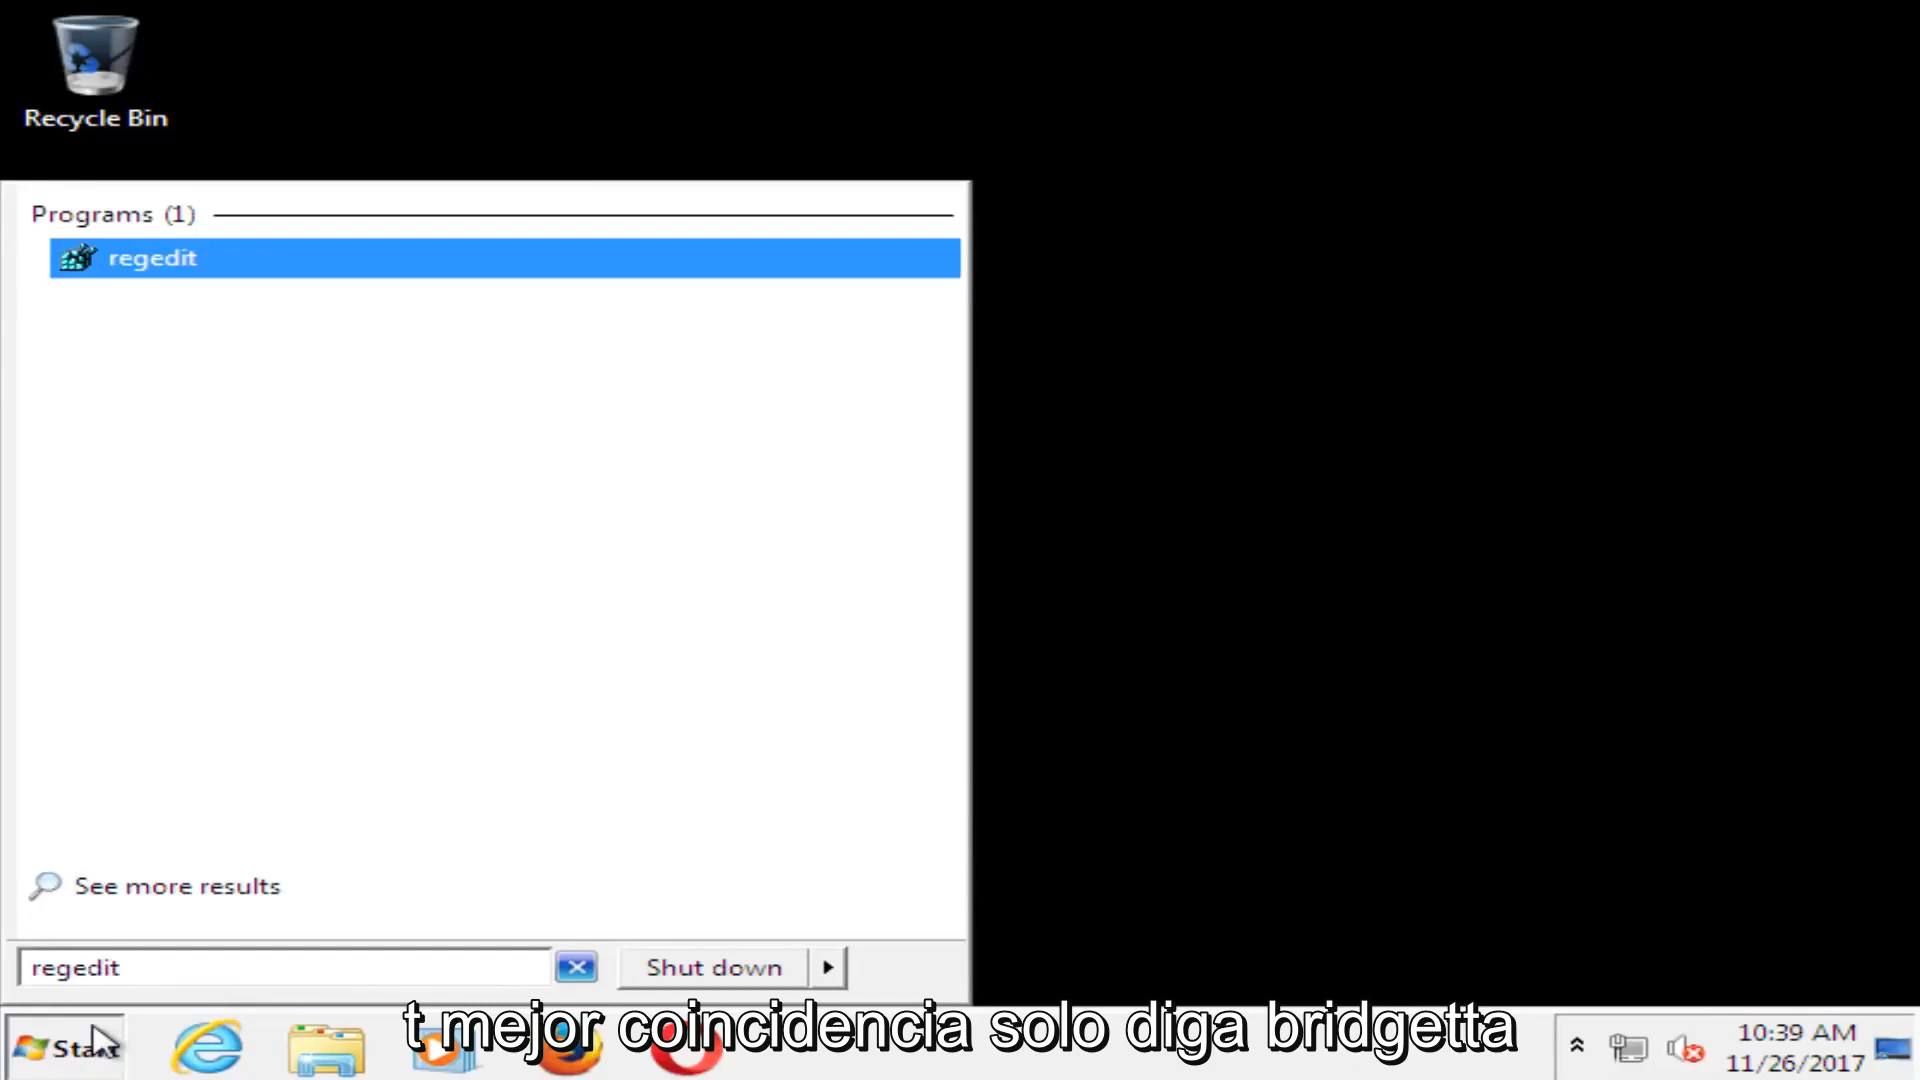 Recycle Bin
Programs (1)
regedit
See more results
regedit
Shut down
t mejor coincidencia solo diga bridgetta
Start
10:39 AM
11/26/2017